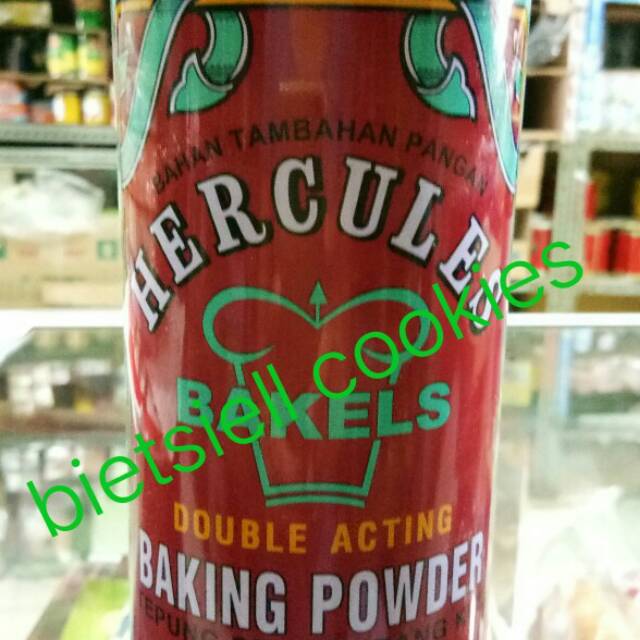 BAHAN TAMBAHAN PANGAN
HERCULES
BAKELS
bietsiell cookies
DOUBLE ACTING
BAKING POWDER